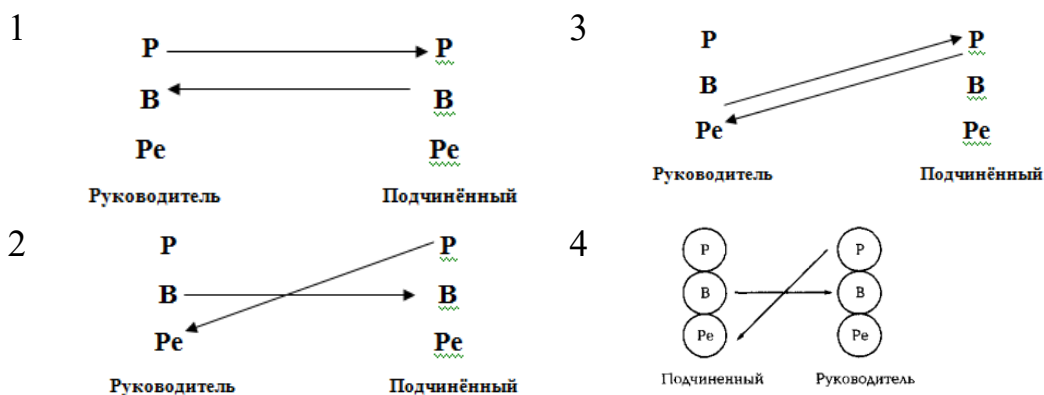 1
Р Р
В В
Ре Ре
Руководитель Подчинённый
2
Р Р
В В
Ре Ре
Руководитель Подчинённый
3
Р Р
В В
Ре Ре
Руководитель Подчинённый
4
Р Р
В В
Ре Ре
Подчиненный Руководитель